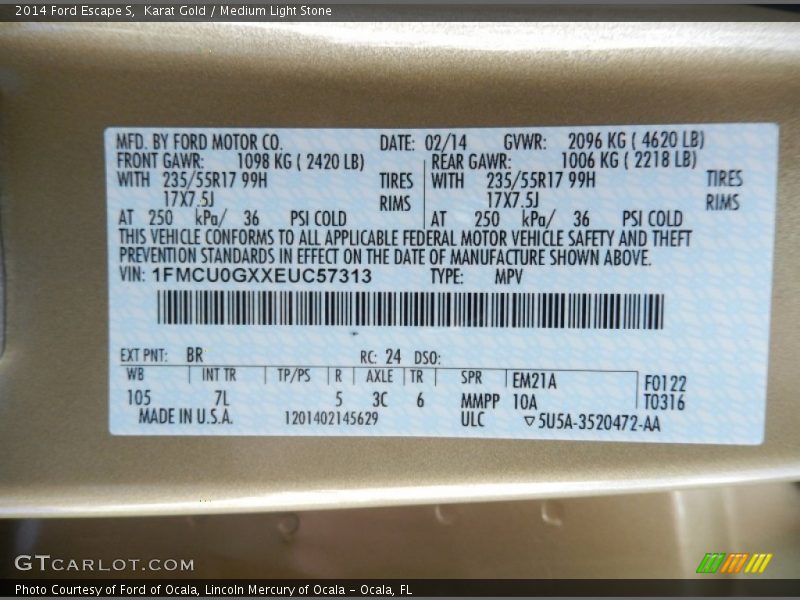 2014 Ford Escape S, Karat Gold / Medium Light Stone
MFD. BY FORD MOTOR CO. DATE: 02/14 GVWR: 2096 KG ( 4620 LB)
FRONT GAWR: 1098 KG ( 2420 LB) REAR GAWR: 1006 KG ( 2218 LB)
WITH 235/55R17 99H TIRES WITH 235/55R17 99H TIRES
17X7.5J RIMS 17X7.5J RIMS
AT 250 kPa/ 36 PSI COLD AT 250 kPa/ 36 PSI COLD
THIS VEHICLE CONFORMS TO ALL APPLICABLE FEDERAL MOTOR VEHICLE SAFETY AND THEFT
PREVENTION STANDARDS IN EFFECT ON THE DATE OF MANUFACTURE SHOWN ABOVE.
VIN: 1FMCU0GXXEUC57313 TYPE: MPV
EXT PNT: BR RC: 24 DSO:
WB INT TR TP/PS R AXLE TR SPR EM21A F0122
105 7L 5 3C 6 MMPP 10A T0316
MADE IN U.S.A. 1201402145629 ULC ▽5U5A-3520472-AA
GTCARLOT.COM
Photo Courtesy of Ford of Ocala, Lincoln Mercury of Ocala – Ocala, FL